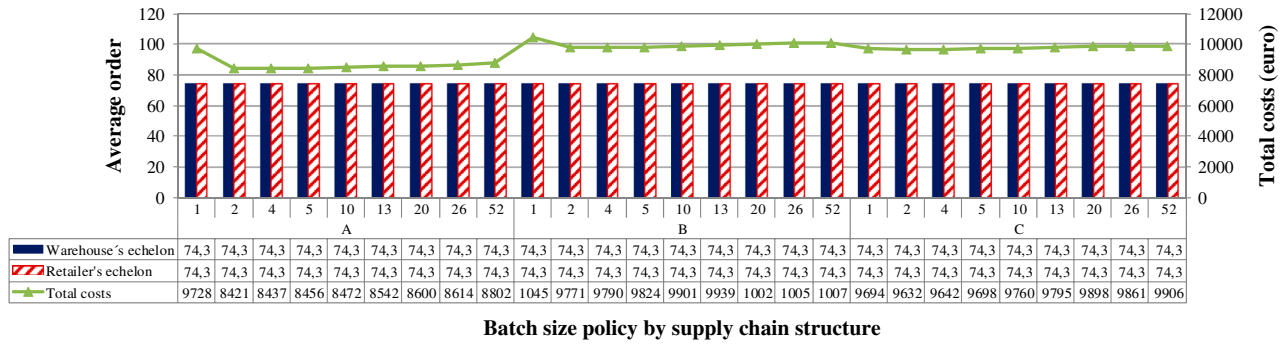 120 12000
100 10000
80 8000
60 6000
40 4000
20 2000
0 0
Average order
Total costs (euro)
1 2 4 5 10 13 20 26 52 1 2 4 5 10 13 20 26 52 1 2 4 5 10 13 20 26 52
A B C
Warehouse´s echelon 74,3 74,3 74,3 74,3 74,3 74,3 74,3 74,3 74,3 74,3 74,3 74,3 74,3 74,3 74,3 74,3 74,3 74,3 74,3 74,3 74,3 74,3 74,3 74,3 74,3 74,3 74,3
Retailer's echelon 74,3 74,3 74,3 74,3 74,3 74,3 74,3 74,3 74,3 74,3 74,3 74,3 74,3 74,3 74,3 74,3 74,3 74,3 74,3 74,3 74,3 74,3 74,3 74,3 74,3 74,3 74,3
Total costs 9728 8421 8437 8456 8472 8542 8600 8614 8802 1045 9771 9790 9824 9901 9939 1002 1005 1007 9694 9632 9642 9698 9760 9795 9898 9861 9906
Batch size policy by supply chain structure